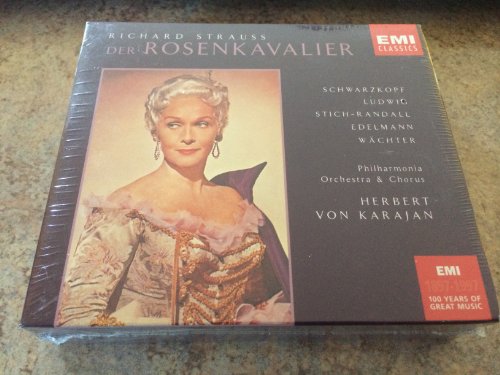 RICHARD STRAUSS
DER ROSENKAVALIER
EMI
CLASSICS
SCHWARZKOPF
LUDWIG
STICH-RANDALL
EDELMANN
WÄCHTER
Philharmonia
Orchestra & Chorus
HERBERT
VON KARAJAN
EMI
1897-1997
100 YEARS OF
GREAT MUSIC